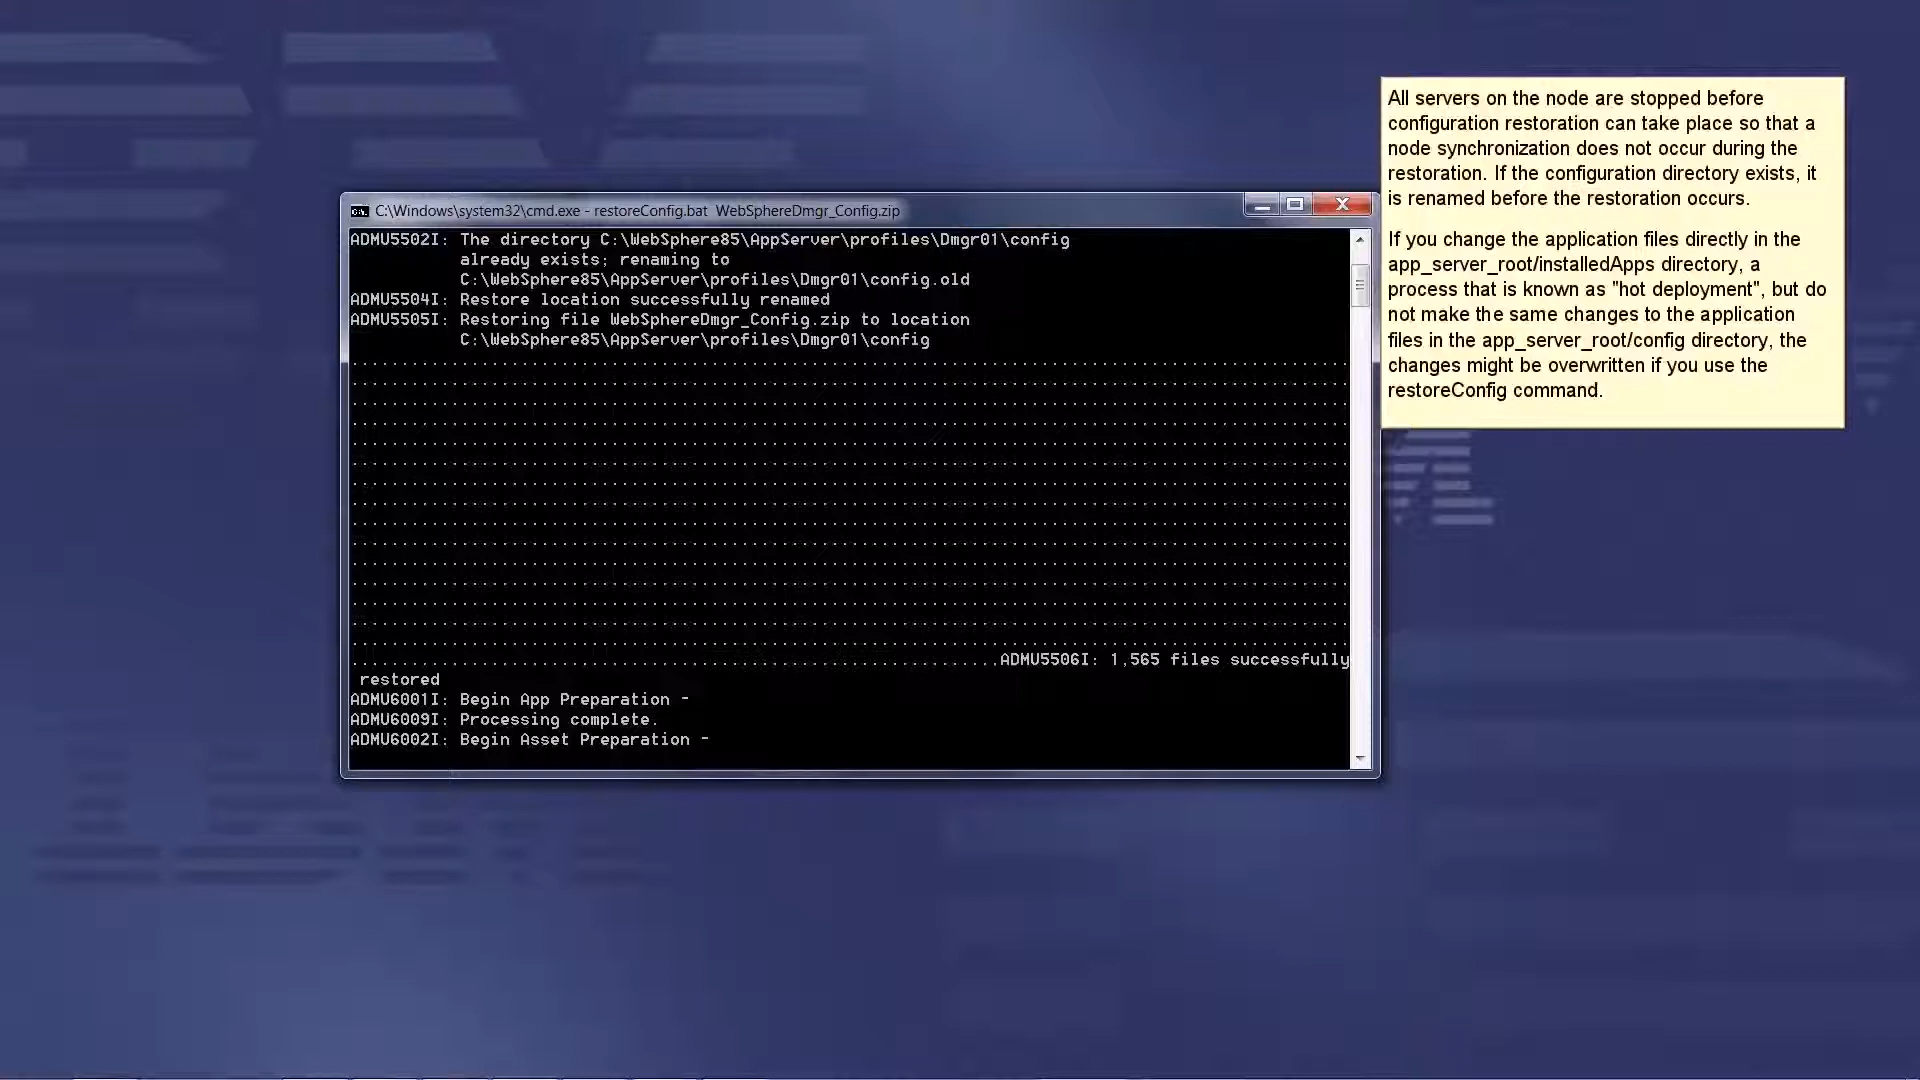 C:\Windows\system32\cmd.exe - restoreConfig.bat  WebSphereDmgr_Config.zip
ADMU5502I: The directory C:\WebSphere85\AppServer\profiles\Dmgr01\config
already exists; renaming to
C:\WebSphere85\AppServer\profiles\Dmgr01\config.old
ADMU5504I: Restore location successfully renamed
ADMU5505I: Restoring file WebSphereDmgr_Config.zip to location
C:\WebSphere85\AppServer\profiles\Dmgr01\config
ADMU5506I: 1,565 files successfully
restored
ADMU6001I: Begin App Preparation -
ADMU6009I: Processing complete.
ADMU6002I: Begin Asset Preparation -
All servers on the node are stopped before
configuration restoration can take place so that a
node synchronization does not occur during the
restoration. If the configuration directory exists, it
is renamed before the restoration occurs.
If you change the application files directly in the
app_server_root/installedApps directory, a
process that is known as "hot deployment", but do
not make the same changes to the application
files in the app_server_root/config directory, the
changes might be overwritten if you use the
restoreConfig command.